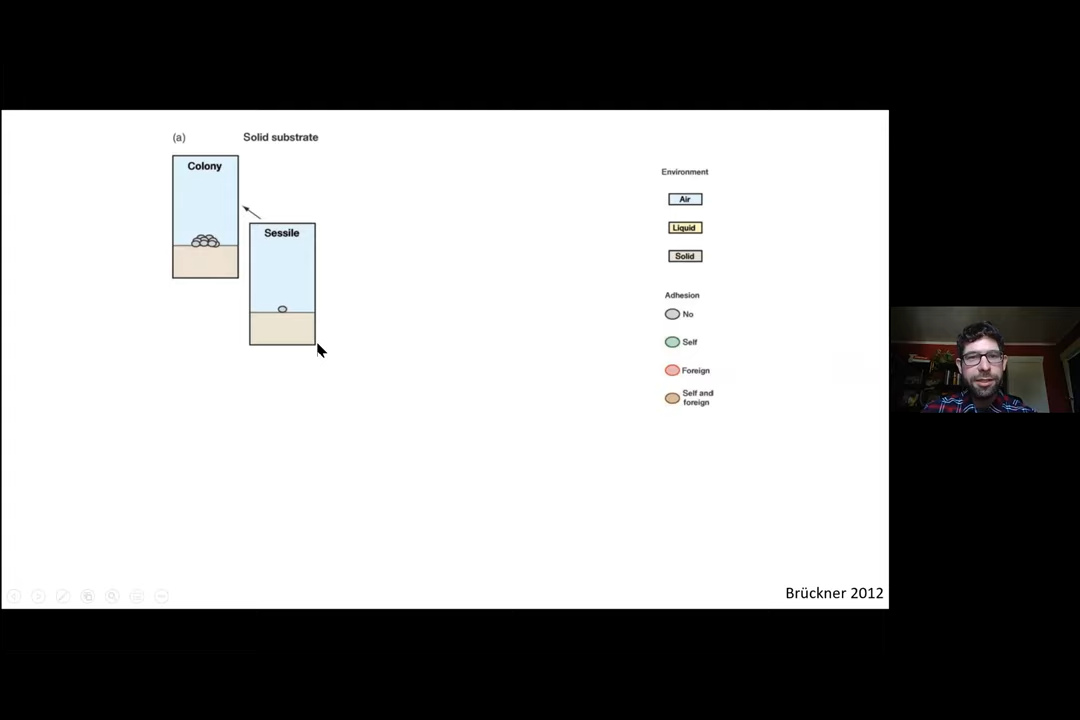 (a)
Solid substrate
Colony
Sessile
Environment
Air
Liquid
Solid
Adhesion
No
Self
Foreign
Self and
foreign
Brückner 2012